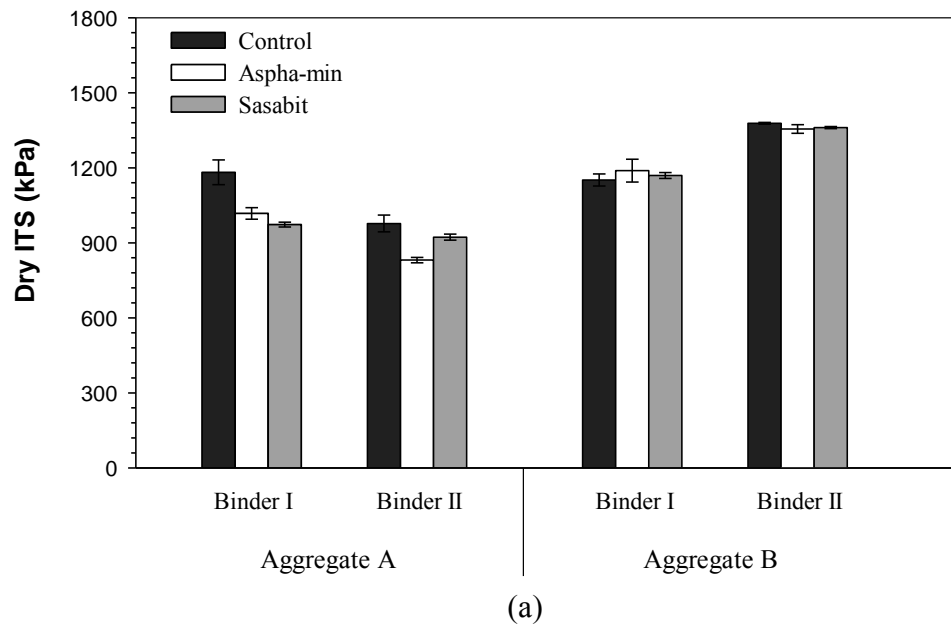 1800
1500
1200
900
600
300
0
Dry ITS (kPa)
Control
Aspha-min
Sasabit
Binder I Binder II Binder I Binder II
Aggregate A Aggregate B
(a)